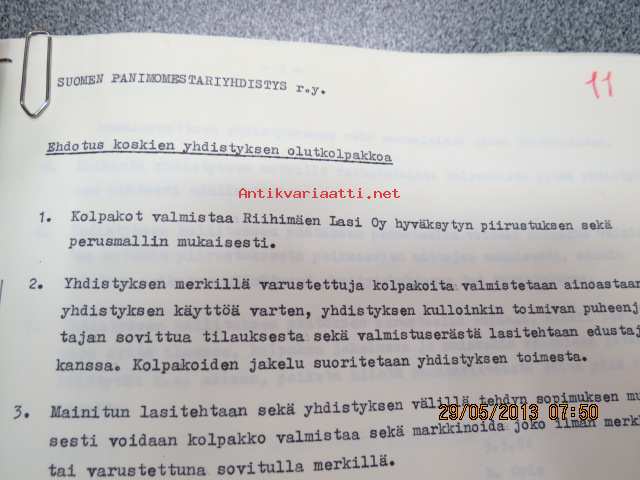 SUOMEN PANIMOMESTARIYHDISTYS r.y.
11
Ehdotus koskien yhdistyksen olutkolpakkoa
Antikvariaatti.net
1. Kolpakot valmistaa Riihimäen Lasi Oy hyväksytyn piirustuksen sekä
perusmallin mukaisesti.
2. Yhdistyksen merkillä varustettuja kolpakoita valmistetaan ainoastaan
yhdistyksen käyttöä varten, yhdistyksen kulloinkin toimivan puheenj
tajan sovittua tilauksesta sekä valmistuserästä lasitehtaan edustaj
kanssa. Kolpakoiden jakelu suoritetaan yhdistyksen toimesta.
3. Mainitun lasitehtaan sekä yhdistyksen välillä tehdyn sopimuksen mu
29/05/2013 07:50
sesti voidaan kolpakko valmistaa sekä markkinoida joko ilman merk
tai varustettuna sovitulla merkillä.